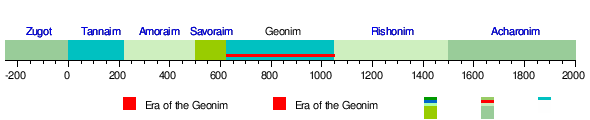 Zugot Tannaim Amoraim Savoraim Geonim Rishonim Acharonim
-200 0 200 400 600 800 1000 1200 1400 1600 1800 2000
Era of the Geonim Era of the Geonim